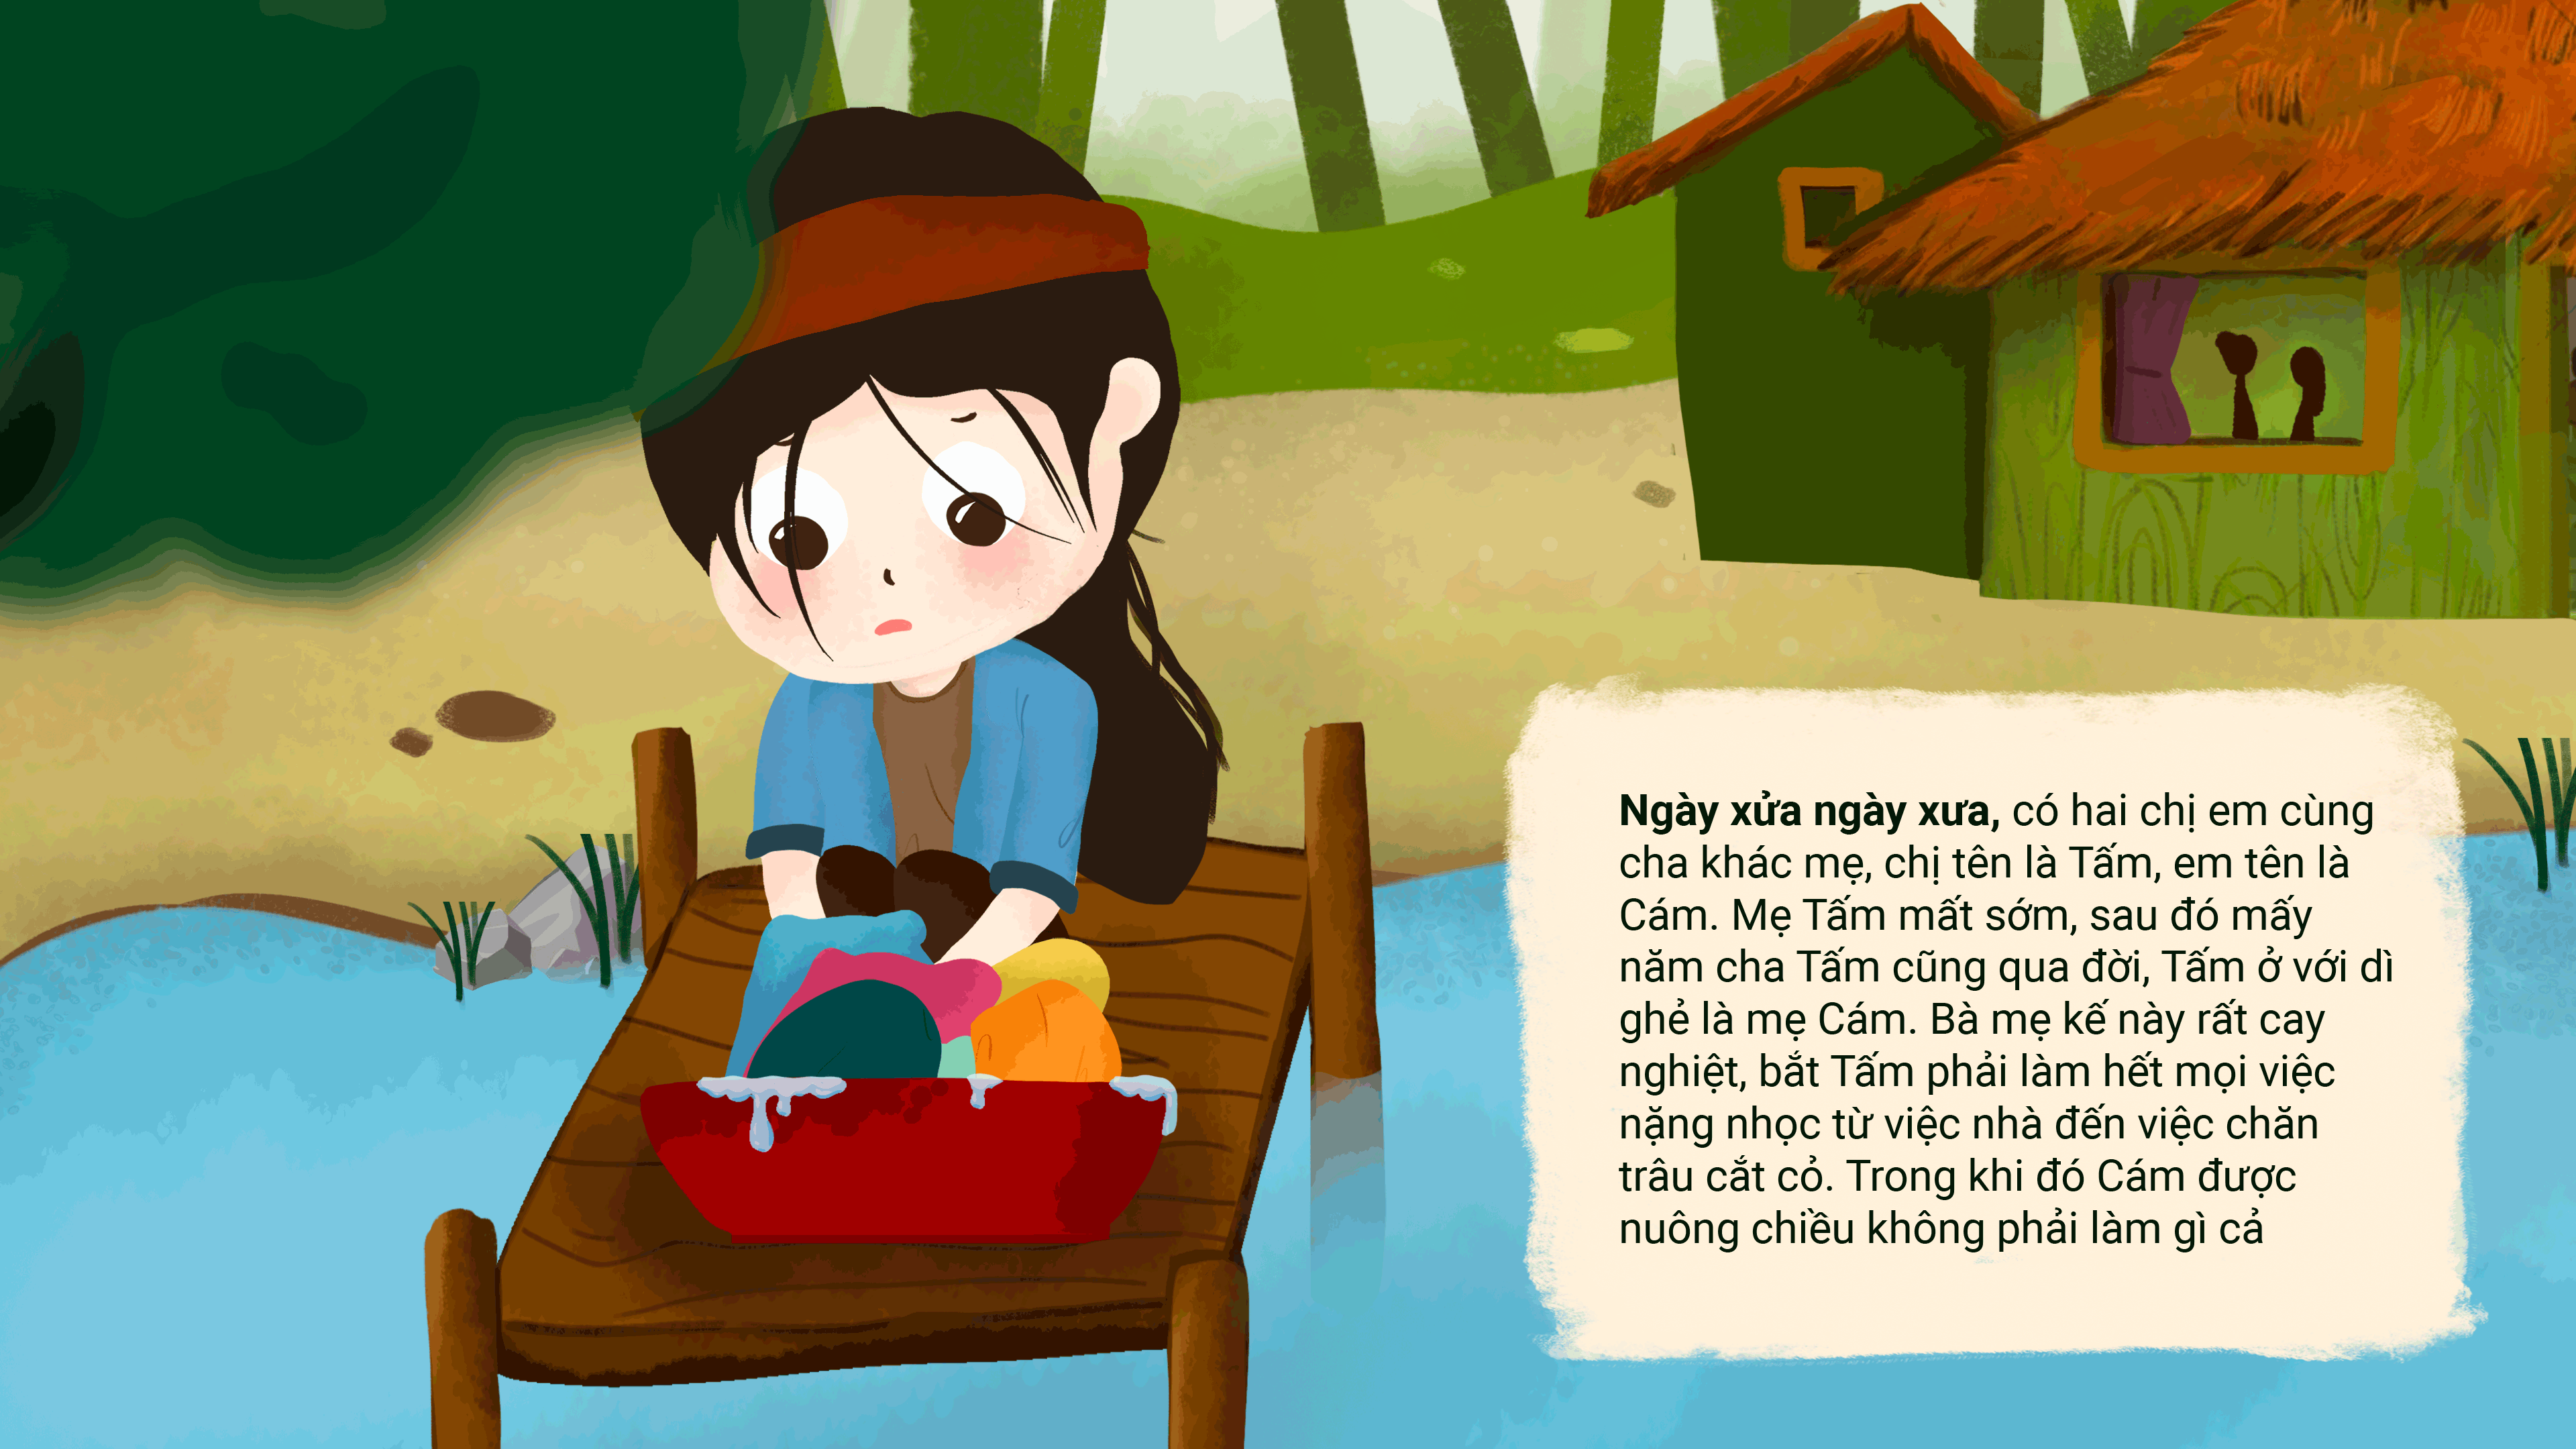 Ngày xửa ngày xưa, có hai chị em cùng
cha khác mẹ, chị tên là Tấm, em tên là
Cám. Mẹ Tấm mất sớm, sau đó mấy
năm cha Tấm cũng qua đời, Tấm ở với dì
ghẻ là mẹ Cám. Bà mẹ kế này rất cay
nghiệt, bắt Tấm phải làm hết mọi việc
nặng nhọc từ việc nhà đến việc chăn
trâu cắt cỏ. Trong khi đó Cám được
nuông chiều không phải làm gì cả